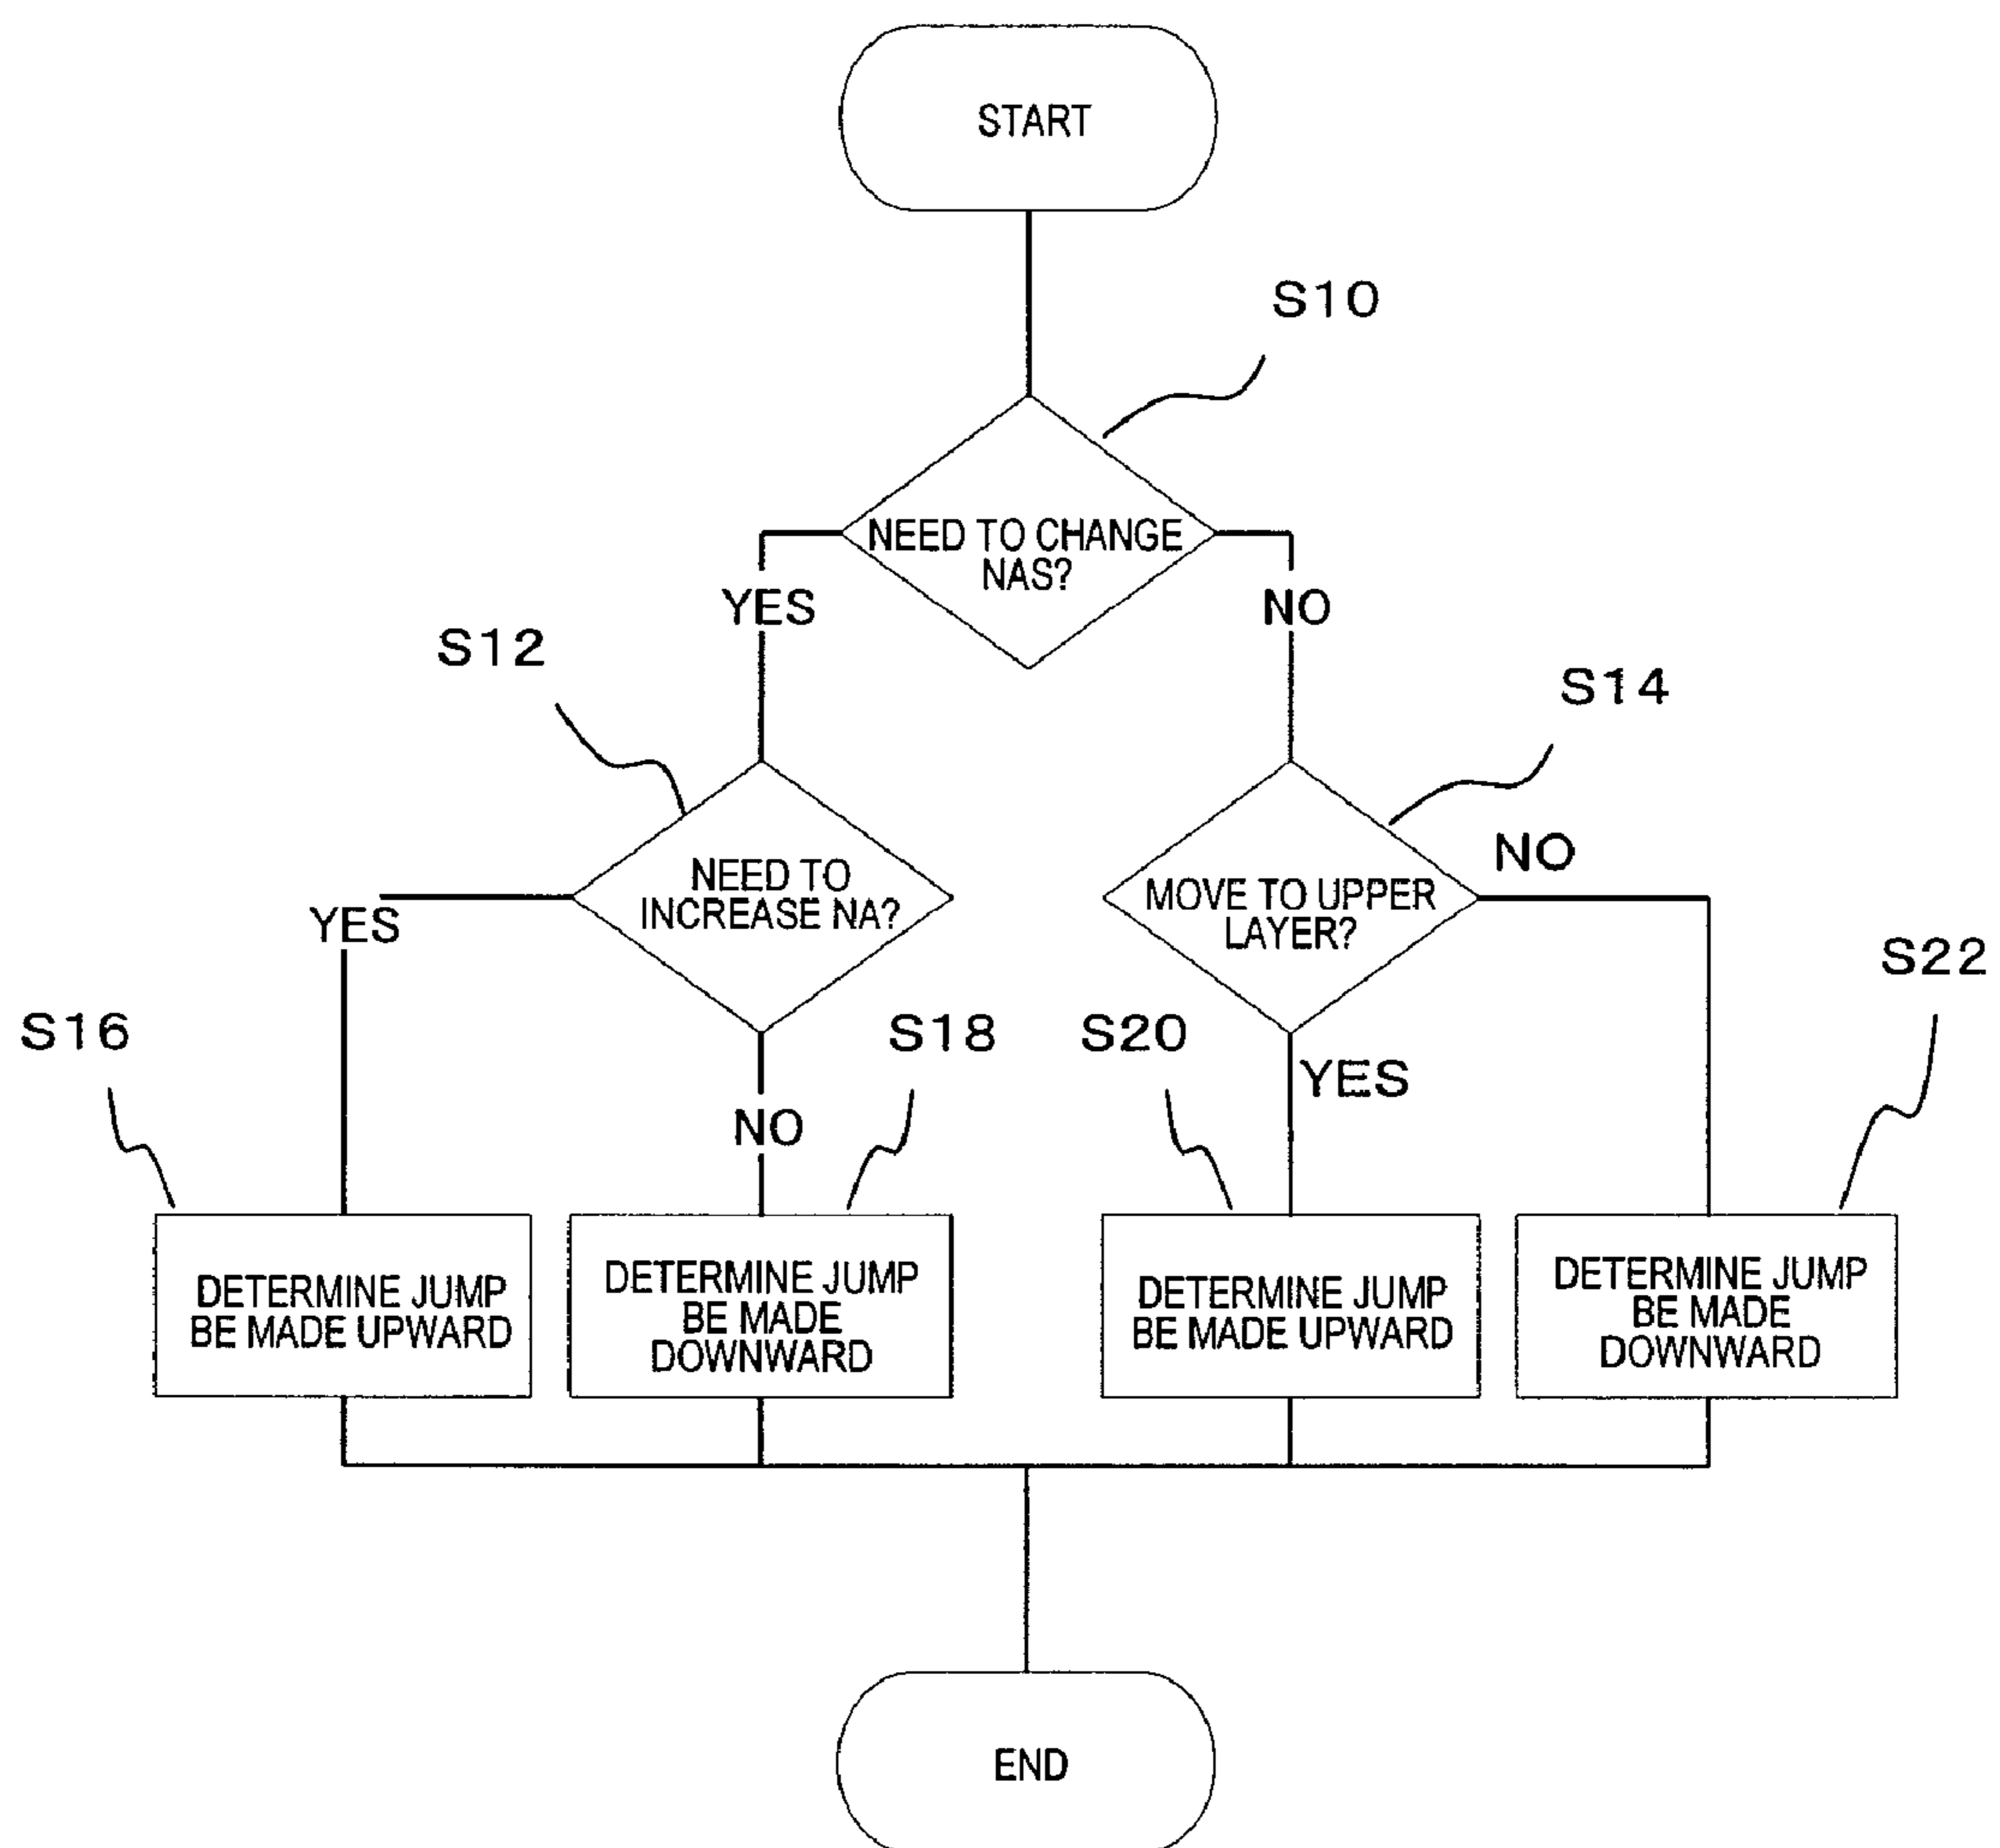 START
S10
NEED TO CHANGE
NAS?
YES
NO
S12
S14
NEED TO
INCREASE NA?
YES
MOVE TO UPPER
LAYER?
NO
S22
S16
S18
S20
YES
NO
DETERMINE JUMP
BE MADE UPWARD
DETERMINE JUMP
BE MADE
DOWNWARD
DETERMINE JUMP
BE MADE UPWARD
DETERMINE JUMP
BE MADE
DOWNWARD
END